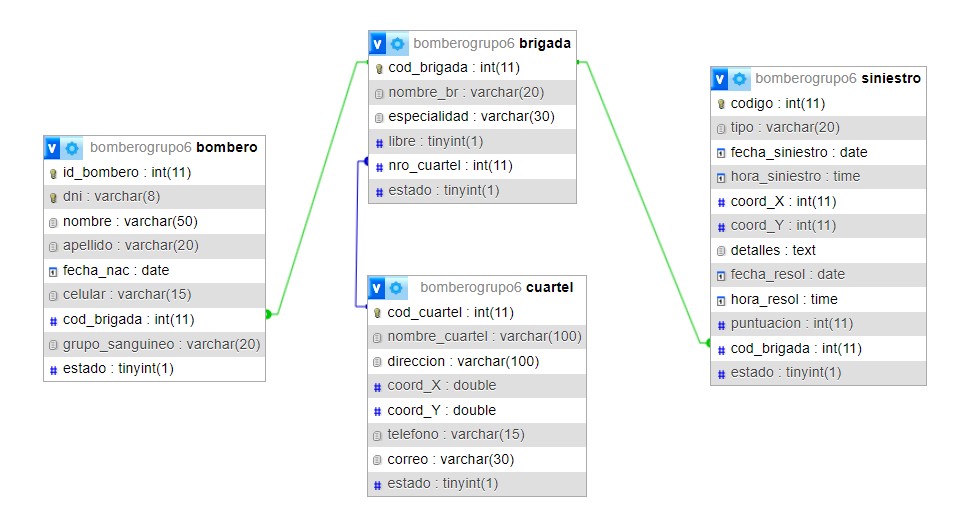 bomberogrupo6 bombero
id_bombero : int(11)
dni : varchar(8)
nombre : varchar(50)
apellido : varchar(20)
fecha_nac : date
celular : varchar(15)
cod_brigada : int(11)
grupo_sanguineo : varchar(20)
estado : tinyint(1)
bomberogrupo6 brigada
cod_brigada : int(11)
nombre_br : varchar(20)
especialidad : varchar(30)
libre : tinyint(1)
nro_cuartel : int(11)
estado : tinyint(1)
bomberogrupo6 cuartel
cod_cuartel : int(11)
nombre_cuartel : varchar(100)
direccion : varchar(100)
coord_X : double
coord_Y : double
telefono : varchar(15)
correo : varchar(30)
estado : tinyint(1)
bomberogrupo6 siniestro
codigo : int(11)
tipo : varchar(20)
fecha_siniestro : date
hora_siniestro : time
coord_X : int(11)
coord_Y : int(11)
detalles : text
fecha_resol : date
hora_resol : time
puntuacion : int(11)
cod_brigada : int(11)
estado : tinyint(1)